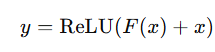 y = ReLU(F(x) + x)